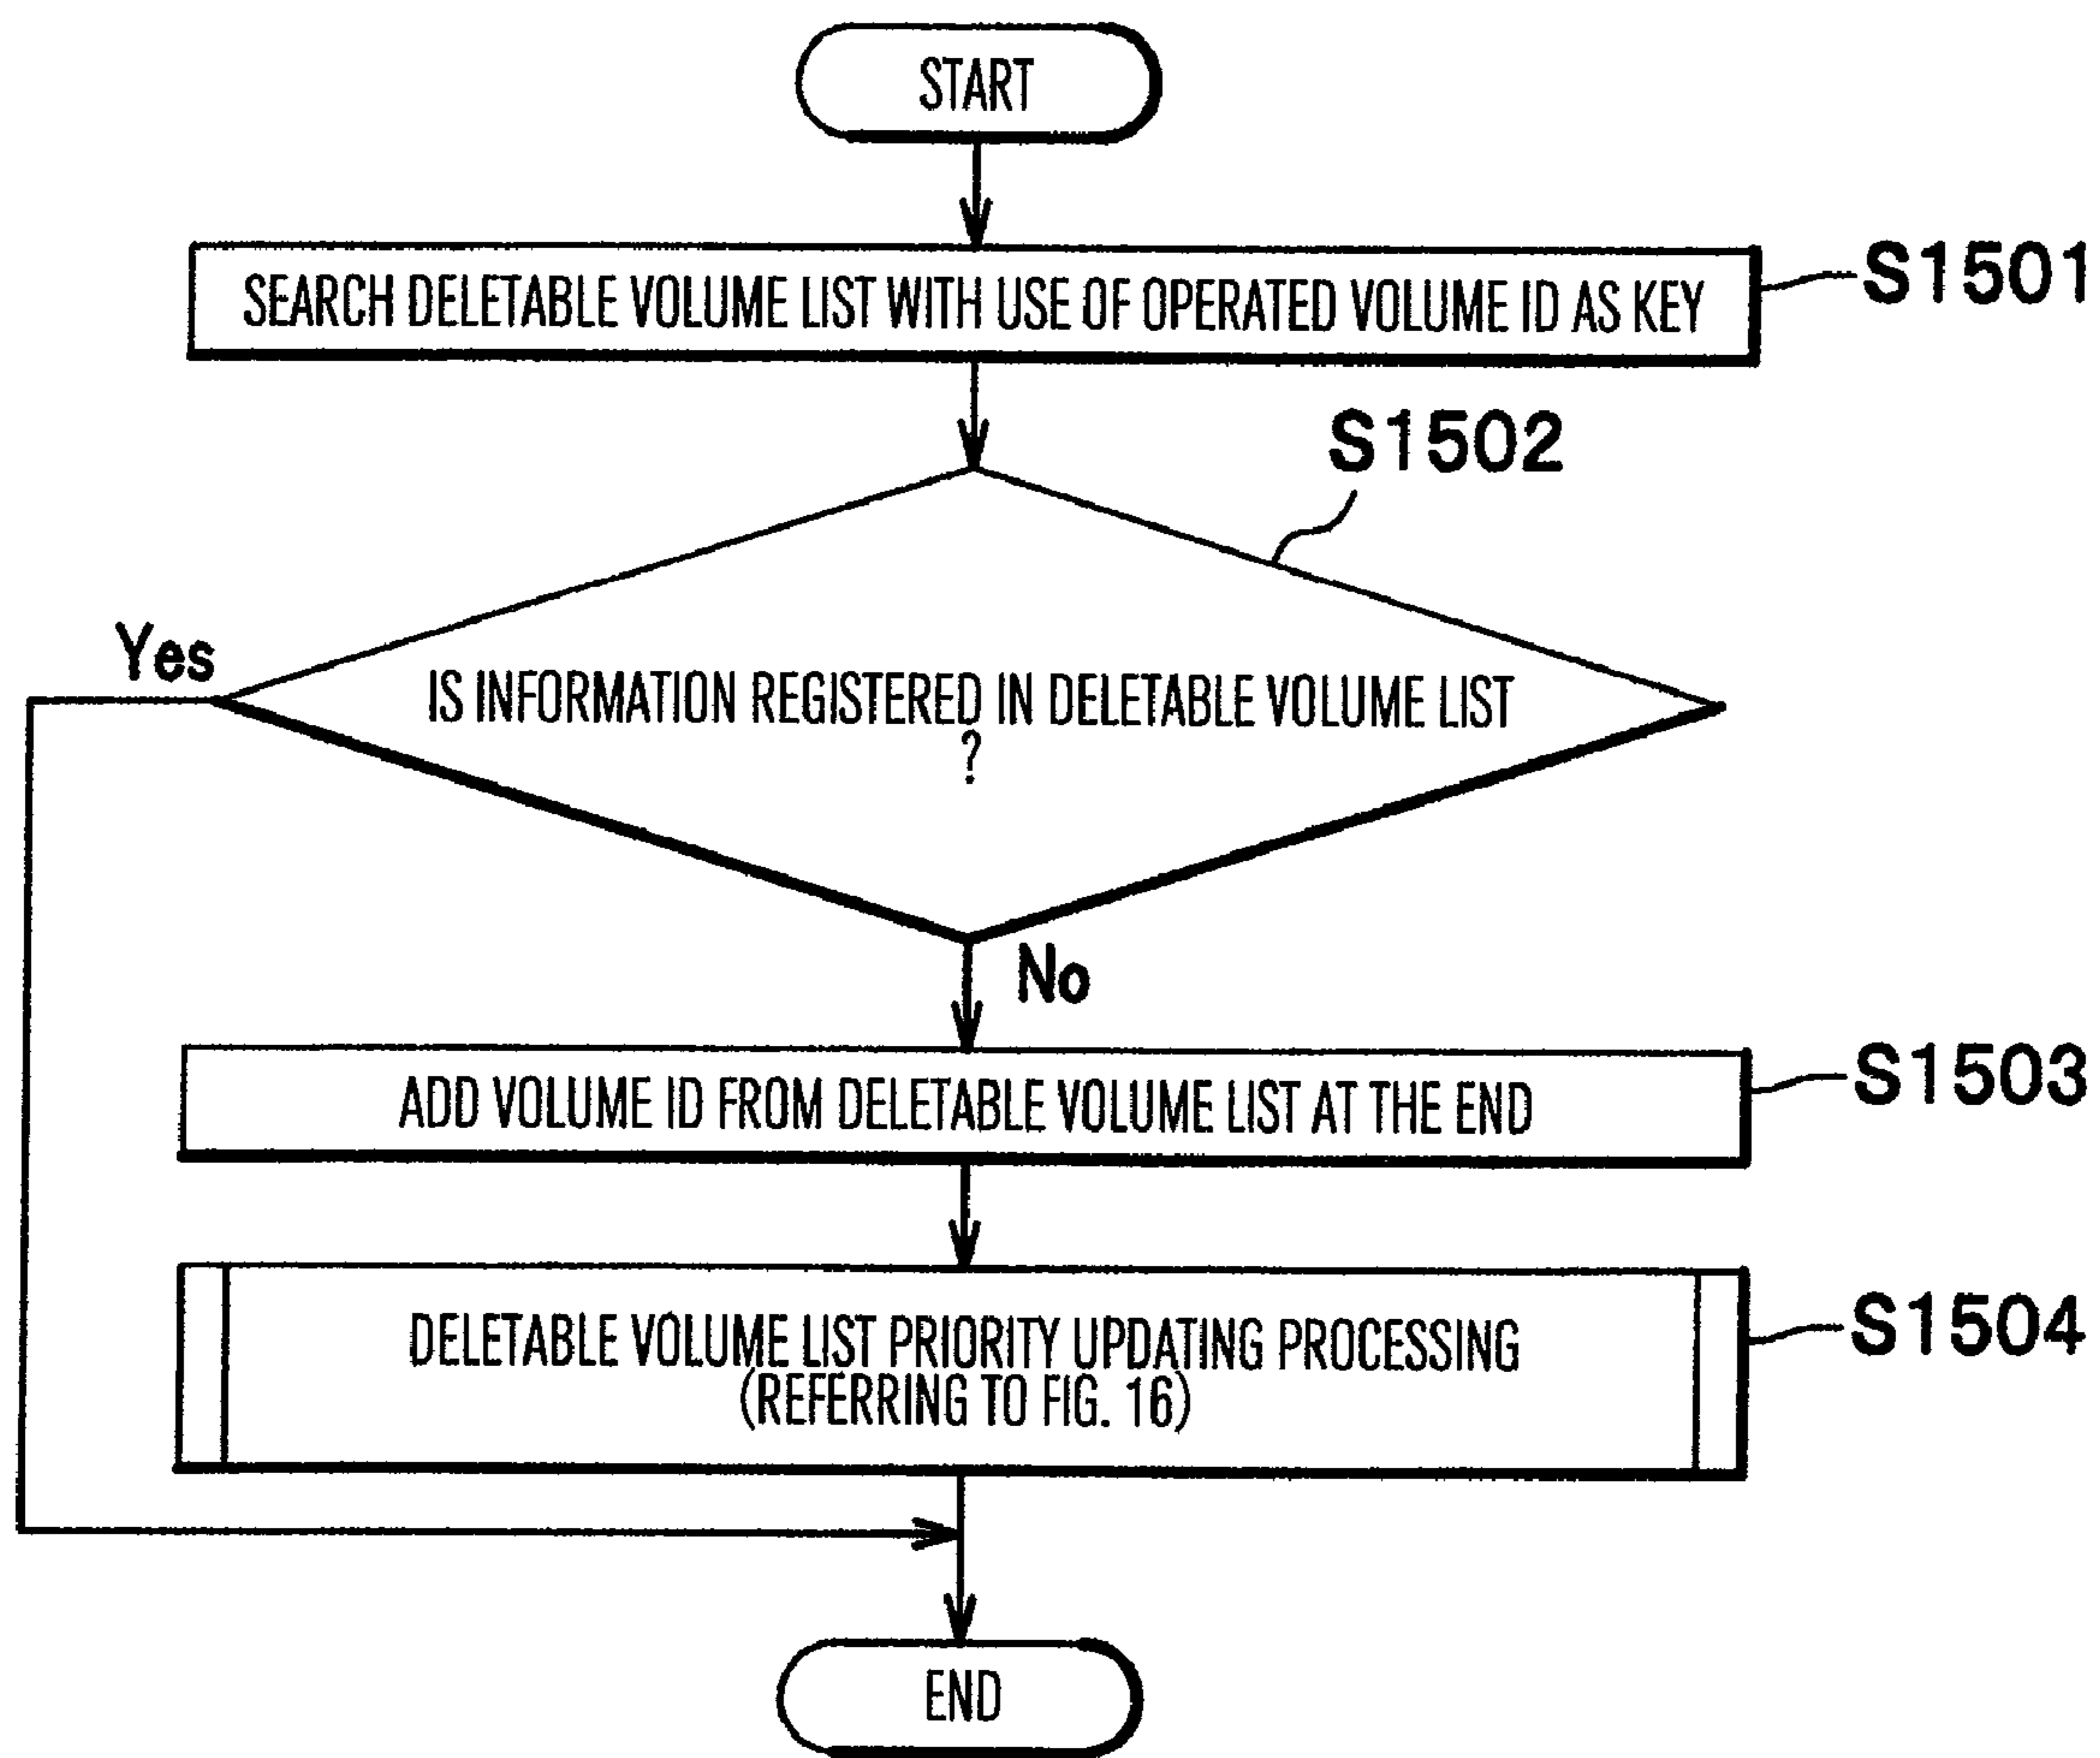 START
SEARCH DELETABLE VOLUME LIST WITH USE OF OPERATED VOLUME ID AS KEY
S1501
S1502
Yes
IS INFORMATION REGISTERED IN DELETABLE VOLUME LIST
?
No
ADD VOLUME ID FROM DELETABLE VOLUME LIST AT THE END
S1503
DELETABLE VOLUME LIST PRIORITY UPDATING PROCESSING
(REFERRING TO FIG. 16)
S1504
END